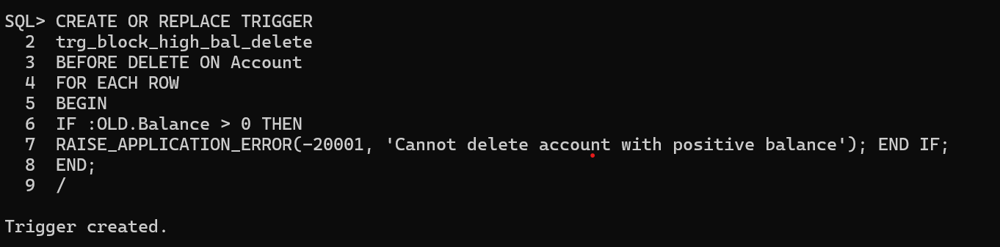 SQL> CREATE OR REPLACE TRIGGER
2 trg_block_high_bal_delete
3 BEFORE DELETE ON Account
4 FOR EACH ROW
5 BEGIN
6 IF :OLD.Balance > 0 THEN
7 RAISE_APPLICATION_ERROR(-20001, 'Cannot delete account with positive balance'); END IF;
8 END;
9 /
Trigger created.